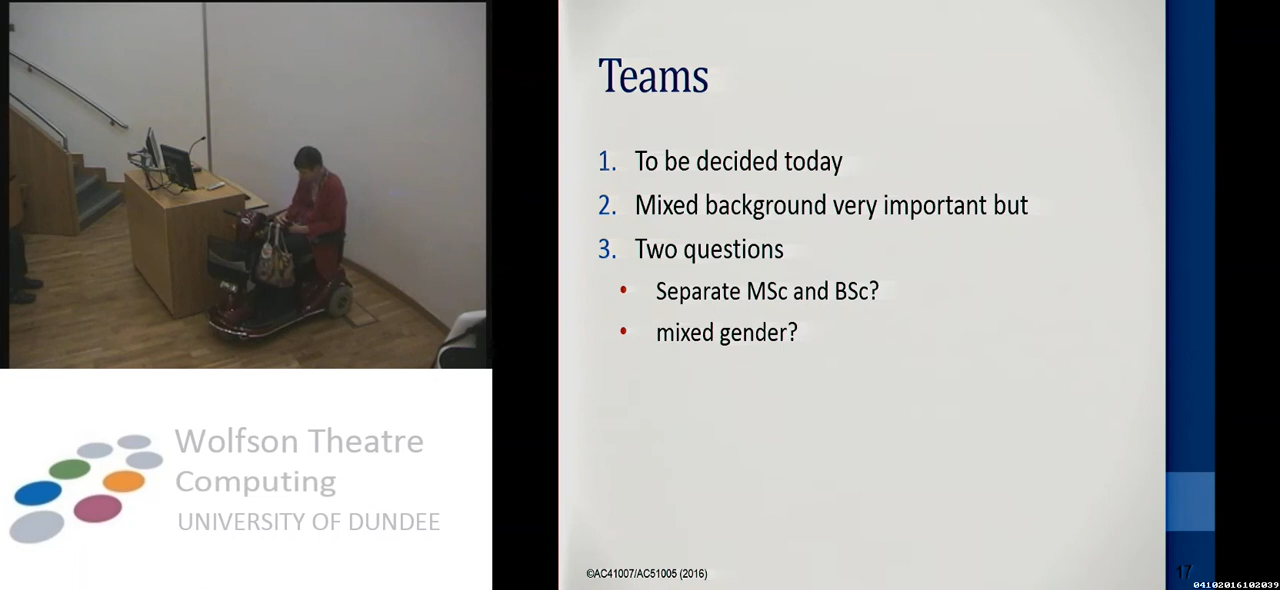 Teams
1. To be decided today
2. Mixed background very important but
3. Two questions
• Separate MSc and BSc?
• mixed gender?
©AC41007/AC51005 (2016)
17
04102016102039
Wolfson Theatre
Computing
UNIVERSITY OF DUNDEE